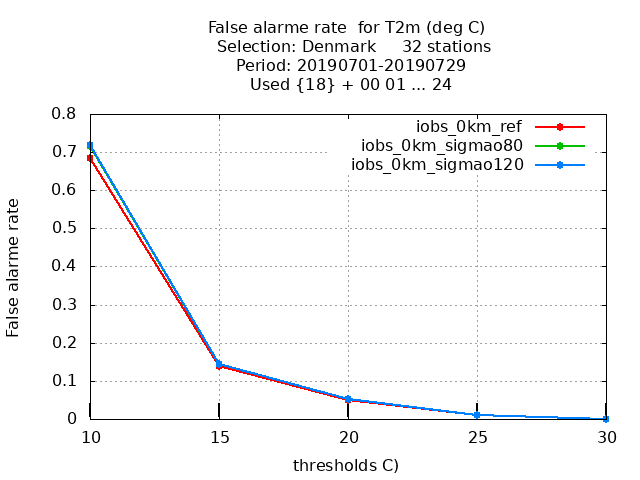 False alarme rate  for T2m (deg C)
Selection: Denmark     32 stations
Period: 20190701-20190729
Used {18} + 00 01 ... 24
iobs_0km_ref
iobs_0km_sigmao80
iobs_0km_sigmao120
False alarme rate
0.8
0.7
0.6
0.5
0.4
0.3
0.2
0.1
0
10 15 20 25 30
thresholds C)